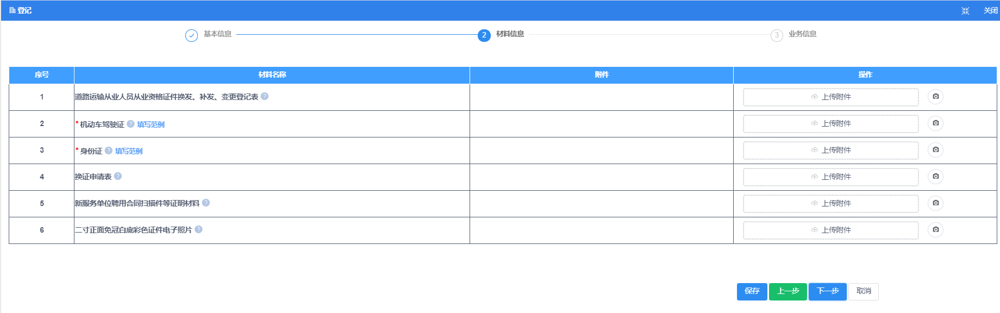 登记 关闭
基本信息 2 材料信息 3 业务信息
序号 材料名称 附件 操作
1 道路运输从业人员从业资格证件换发、补发、变更登记表 ? 上传附件
2 *机动车驾驶证 ? 填写范例 上传附件
3 *身份证 ? 填写范例 上传附件
4 换证申请表 ? 上传附件
5 新服务单位聘用合同扫描件等证明材料 ? 上传附件
6 二寸正面免冠白底彩色证件电子照片 ? 上传附件
保存 上一步 下一步 取消